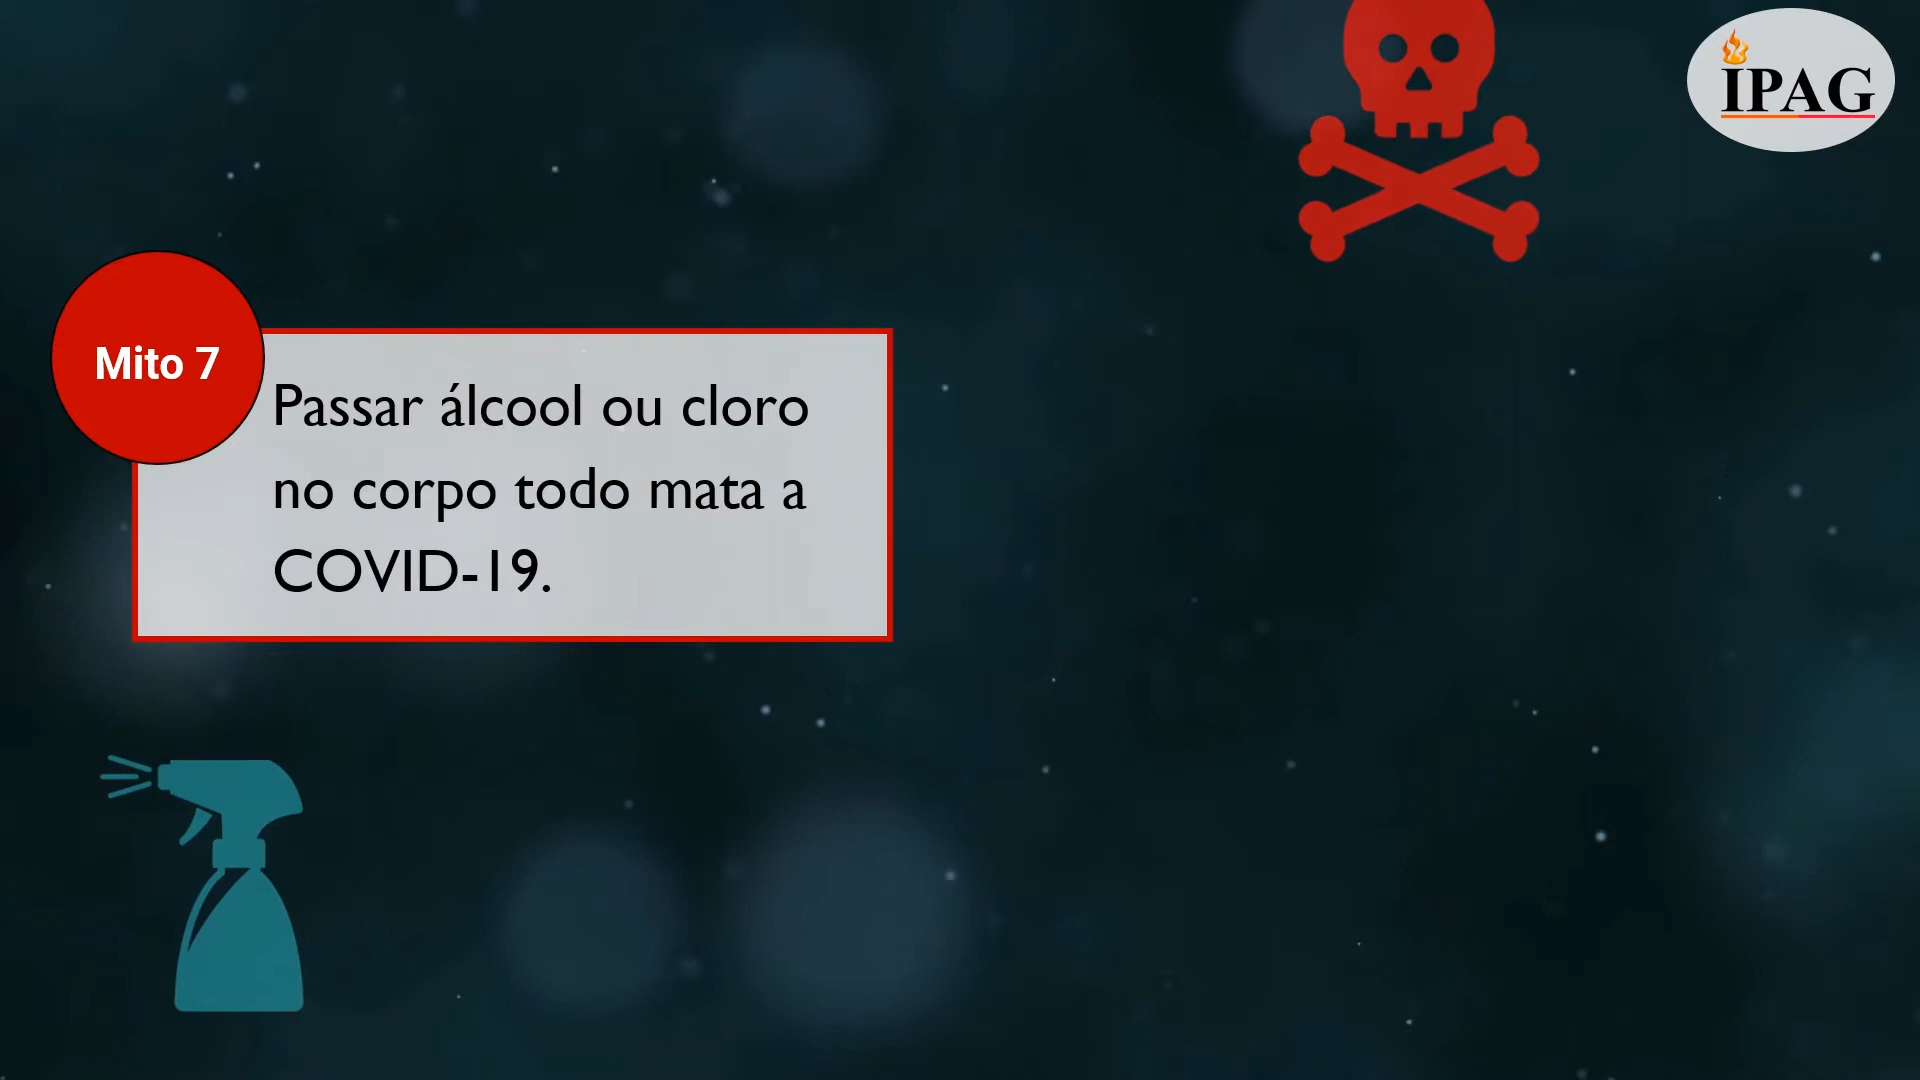 IPAG
Mito 7
Passar álcool ou cloro
no corpo todo mata a
COVID-19.